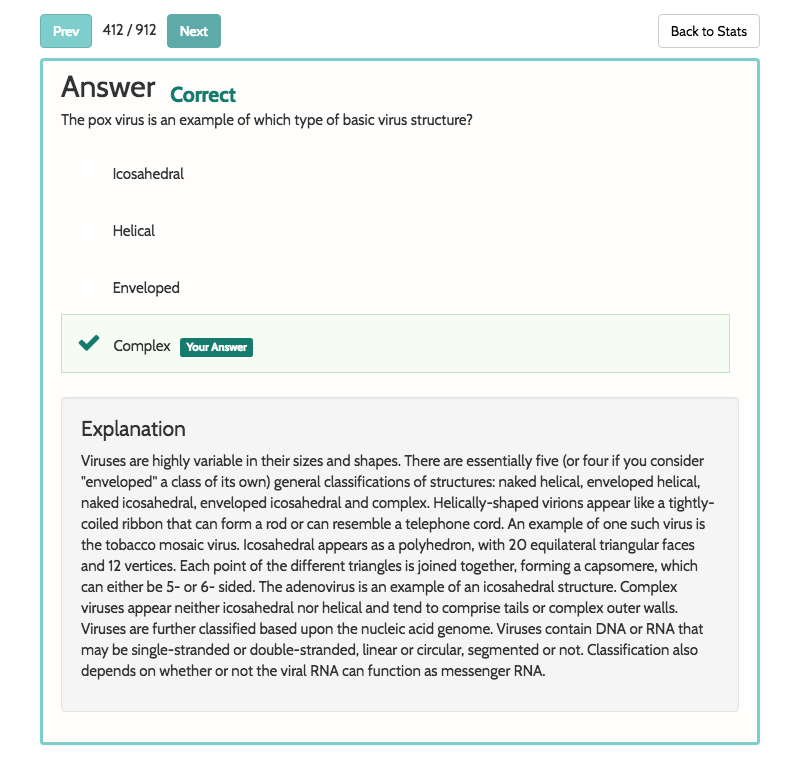 Prev 412 / 912 Next Back to Stats
Answer Correct
The pox virus is an example of which type of basic virus structure?
Icosahedral
Helical
Enveloped
Complex Your Answer
Explanation
Viruses are highly variable in their sizes and shapes. There are essentially five (or four if you consider
"enveloped" a class of its own) general classifications of structures: naked helical, enveloped helical,
naked icosahedral, enveloped icosahedral and complex. Helically-shaped virions appear like a tightly-
coiled ribbon that can form a rod or can resemble a telephone cord. An example of one such virus is
the tobacco mosaic virus. Icosahedral appears as a polyhedron, with 20 equilateral triangular faces
and 12 vertices. Each point of the different triangles is joined together, forming a capsomere, which
can either be 5- or 6- sided. The adenovirus is an example of an icosahedral structure. Complex
viruses appear neither icosahedral nor helical and tend to comprise tails or complex outer walls.
Viruses are further classified based upon the nucleic acid genome. Viruses contain DNA or RNA that
may be single-stranded or double-stranded, linear or circular, segmented or not. Classification also
depends on whether or not the viral RNA can function as messenger RNA.